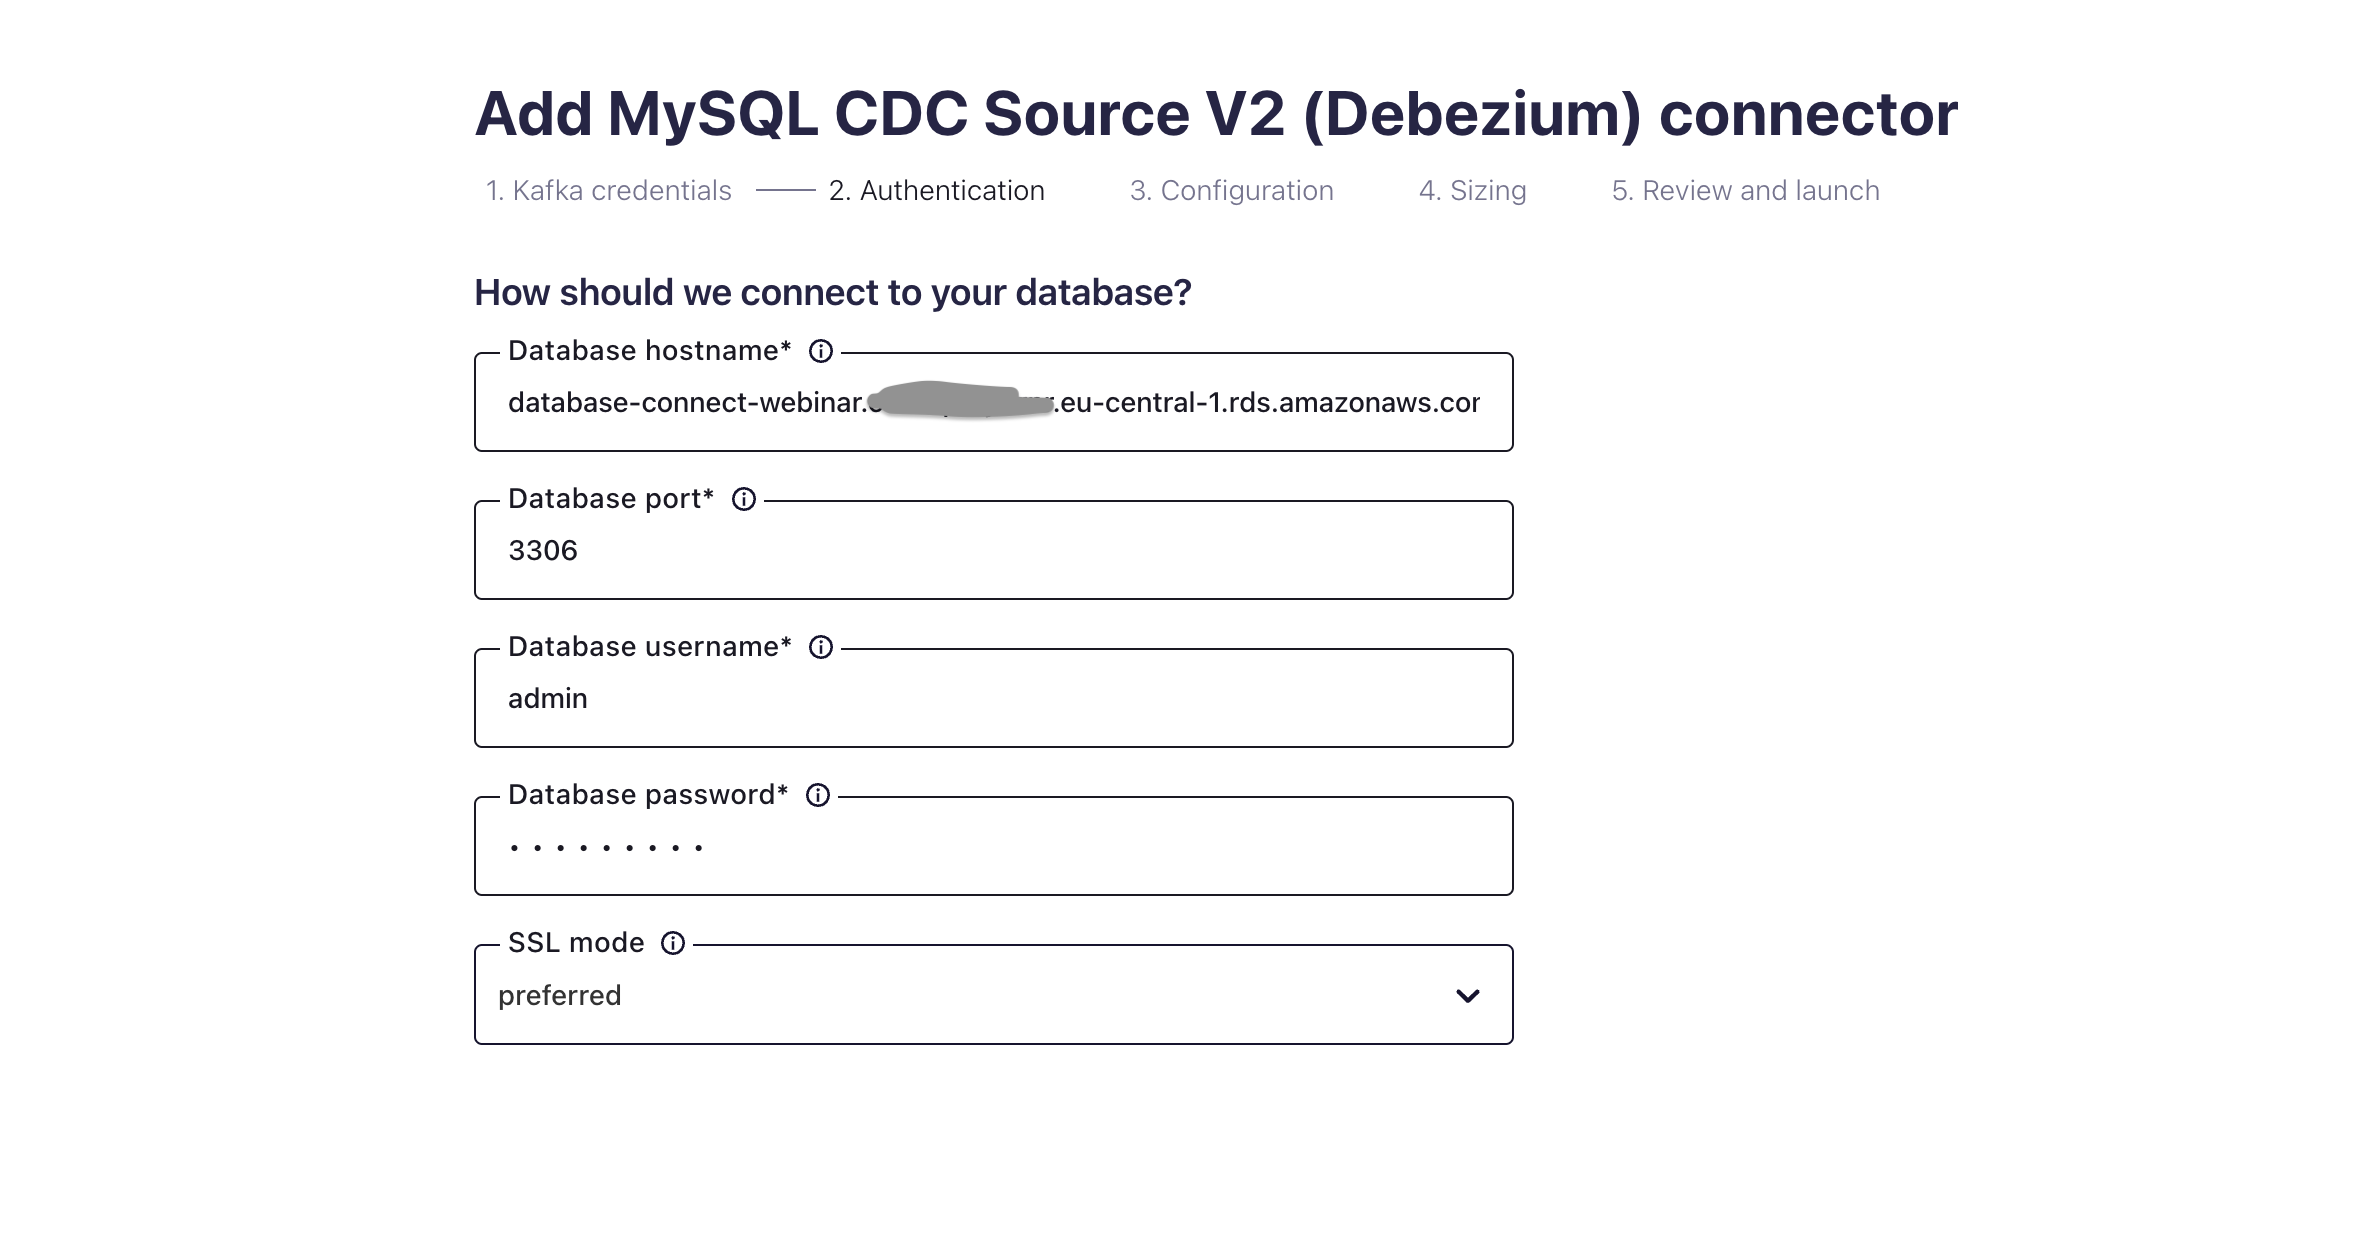 Add MySQL CDC Source V2 (Debezium) connector
1. Kafka credentials 2. Authentication 3. Configuration 4. Sizing 5. Review and launch
How should we connect to your database?
Database hostname*
database-connect-webinar. .eu-central-1.rds.amazonaws.cor
Database port*
3306
Database username*
admin
Database password*
•••••••••
SSL mode
preferred